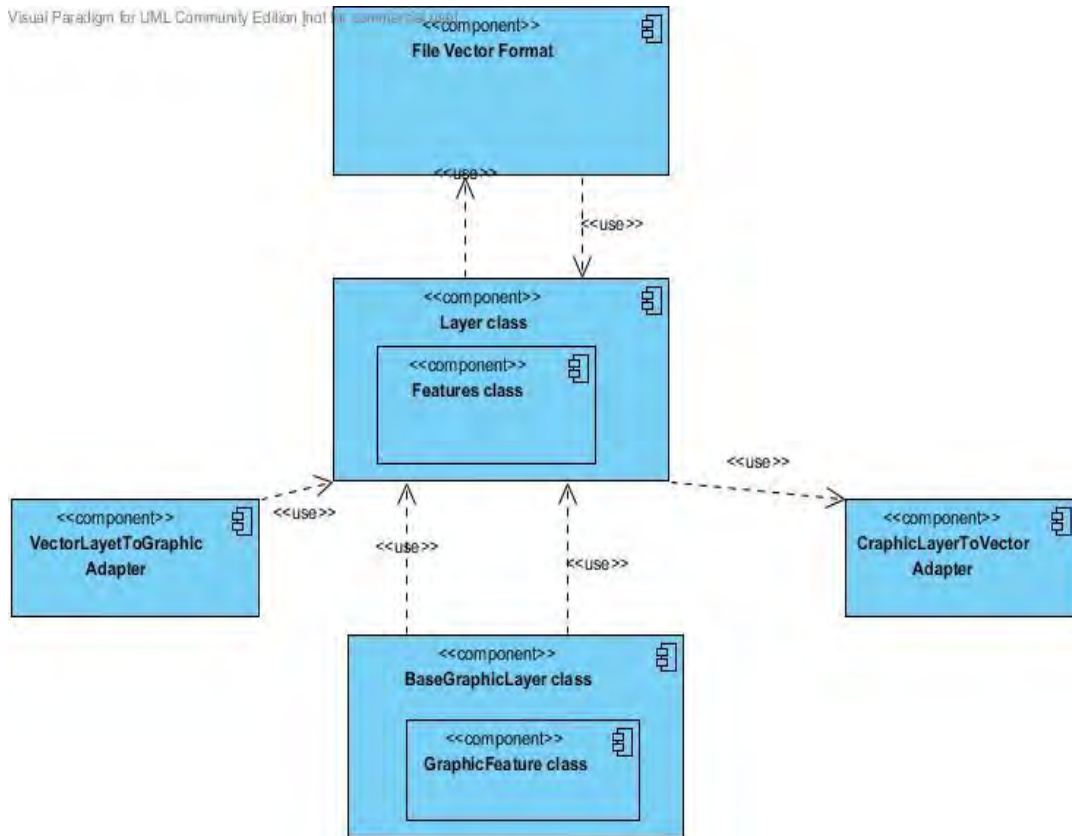 Visual Paradigm for UML Community Edition [not for commercial use]
<<component>>
File Vector Format
<<use>>
<<use>>
<<component>>
Layer class
<<component>>
Features class
<<use>>
<<component>>
VectorLayetToGraphic
Adapter
<<use>>
<<use>>
<<use>>
<<component>>
CraphicLayerToVector
Adapter
<<component>>
BaseGraphicLayer class
<<component>>
GraphicFeature class